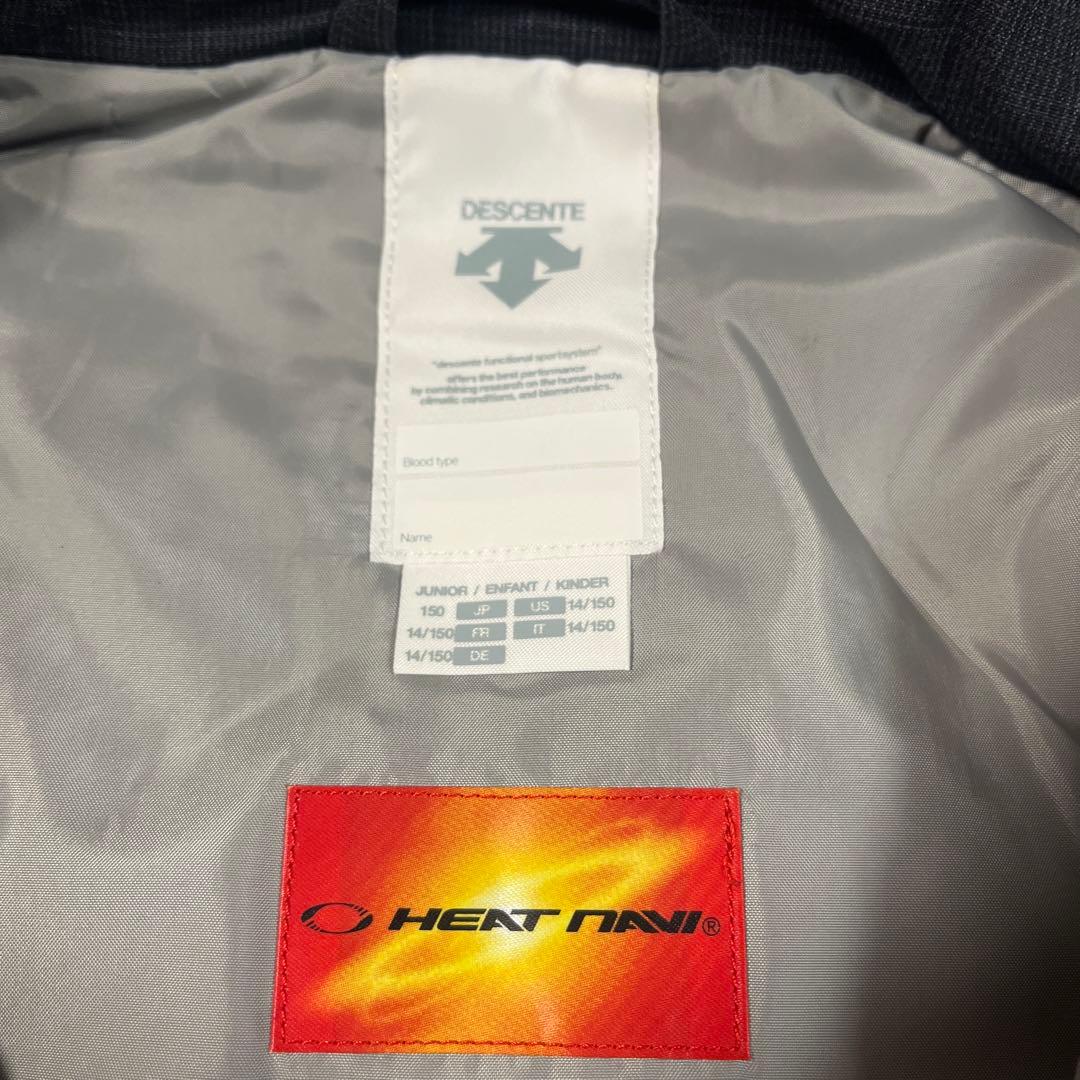 DESCENTE
"descente functional sportsystem"
offers the best performance
by combining research on the human body,
climatic conditions, and biomechanics.
Blood type
Name
JUNIOR / ENFANT / KINDER
150 JP US 14/150
14/150 FR IT 14/150
14/150 DE
HEAT NAVI®